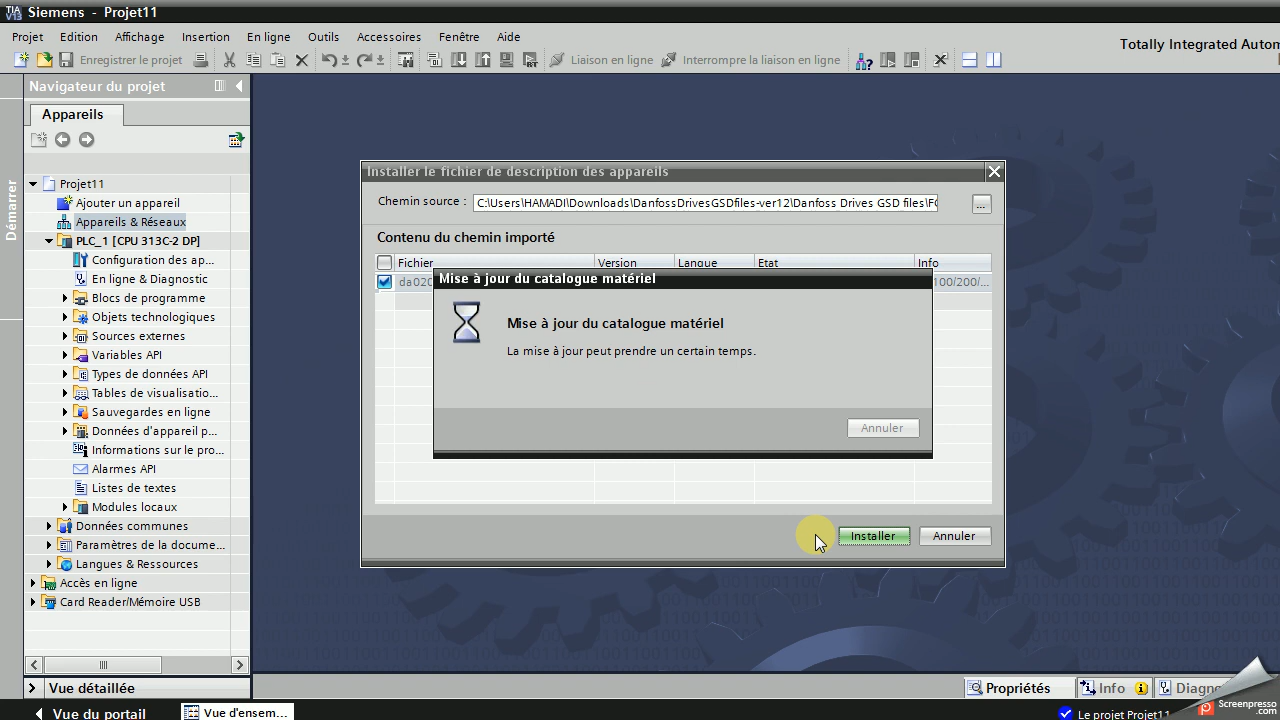 TIA V13 Siemens - Projet11
Projet Edition Affichage Insertion En ligne Outils Accessoires Fenêtre Aide
Totally Integrated Autom
Enregistrer le projet Liaison en ligne Interrompre la liaison en ligne
Navigateur du projet
Appareils
Démarrer
Projet11
Ajouter un appareil
Appareils & Réseaux
PLC_1 [CPU 313C-2 DP]
Configuration des ap...
En ligne & Diagnostic
Blocs de programme
Objets technologiques
Sources externes
Variables API
Types de données API
Tables de visualisatio...
Sauvegardes en ligne
Données d'appareil p...
Informations sur le pro...
Alarmes API
Listes de textes
Modules locaux
Données communes
Paramètres de la docume...
Langues & Ressources
Accès en ligne
Card Reader/Mémoire USB
Vue détaillée
Installer le fichier de description des appareils
Chemin source : C:\Users\HAMADI\Downloads\DanfossDrivesGSDfiles-ver12\Danfoss Drives GSD files\F
...
Contenu du chemin importé
Fichier Version Langue Etat Info
da020 100/200/...
Mise à jour du catalogue matériel
Mise à jour du catalogue matériel
La mise à jour peut prendre un certain temps.
Annuler
Installer Annuler
Propriétés Info Diagno
Vue du portail Vue d'ensem... Le projet Projet11
Screenpresso
.com